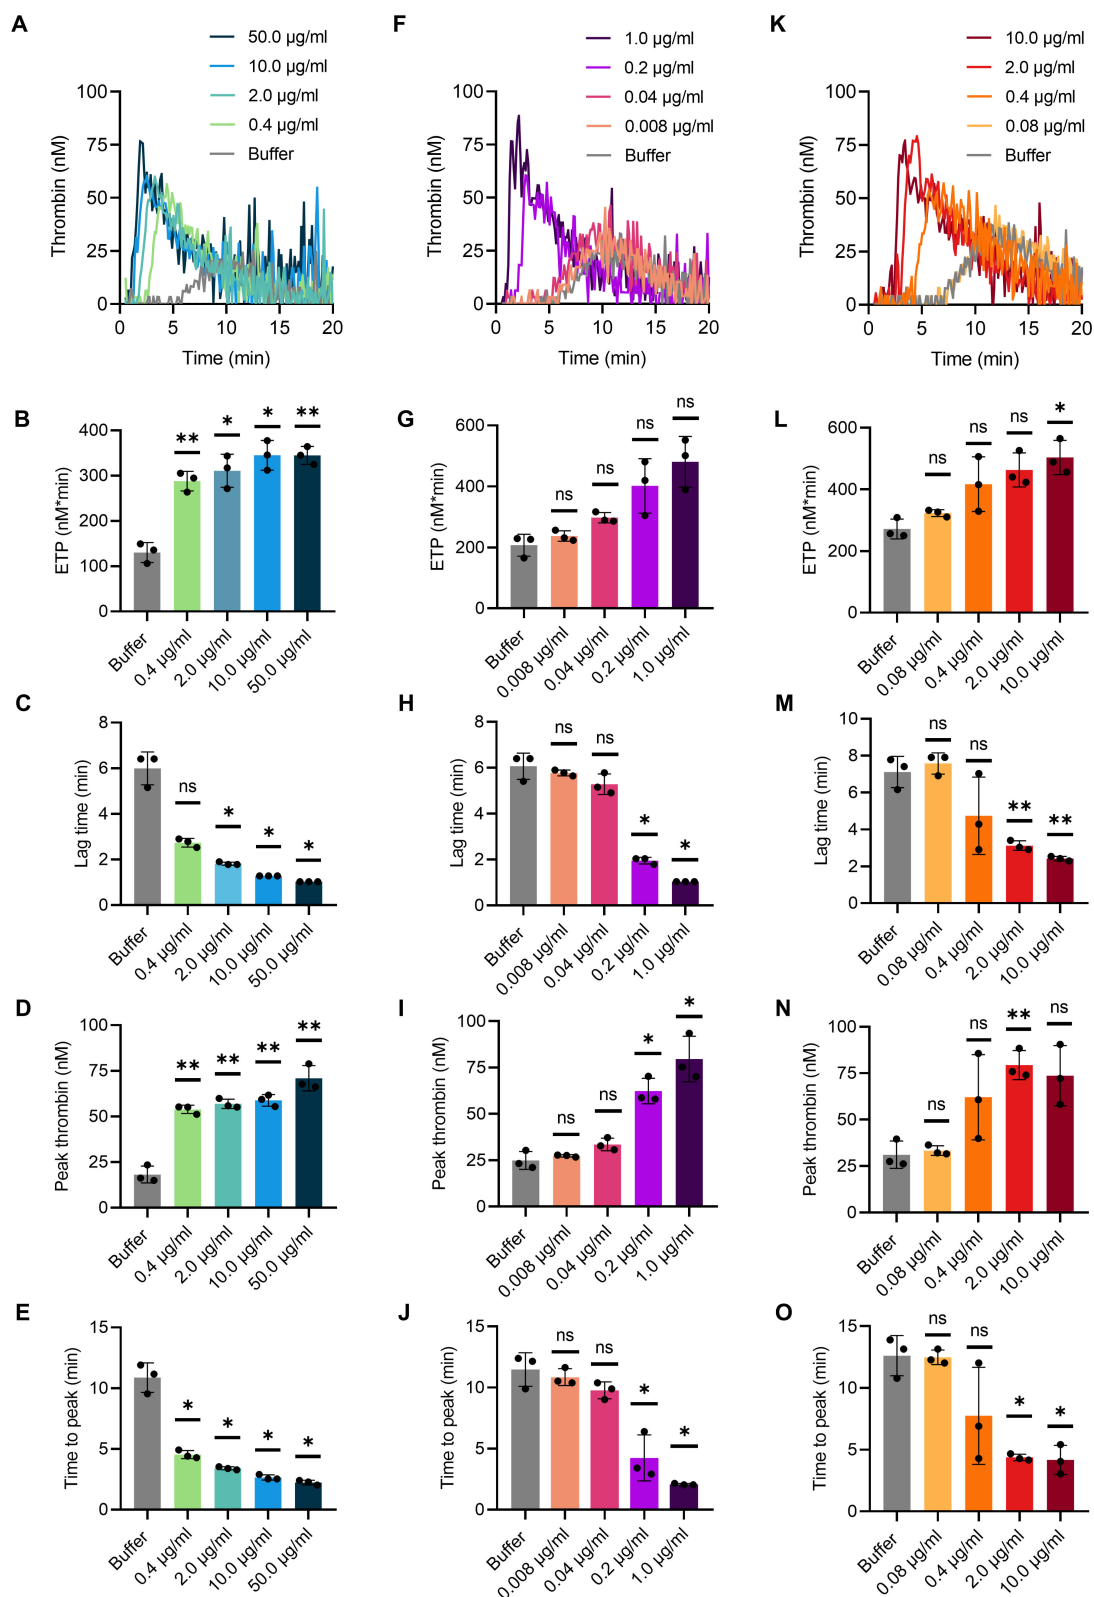 A
50.0 µg/ml
10.0 µg/ml
2.0 µg/ml
0.4 µg/ml
Buffer
Thrombin (nM)
100
75
50
25
0
0 5 10 15 20
Time (min)
F
1.0 µg/ml
0.2 µg/ml
0.04 µg/ml
0.008 µg/ml
Buffer
Thrombin (nM)
100
75
50
25
0
0 5 10 15 20
Time (min)
K
10.0 µg/ml
2.0 µg/ml
0.4 µg/ml
0.08 µg/ml
Buffer
Thrombin (nM)
100
75
50
25
0
0 5 10 15 20
Time (min)
B
ETP (nM*min)
400
300
200
100
0
** * * **
Buffer 0.4 µg/ml 2.0 µg/ml 10.0 µg/ml 50.0 µg/ml
G
ETP (nM*min)
600
400
200
0
ns ns ns ns
Buffer 0.008 µg/ml 0.04 µg/ml 0.2 µg/ml 1.0 µg/ml
L
ETP (nM*min)
600
400
200
0
ns ns ns *
Buffer 0.08 µg/ml 0.4 µg/ml 2.0 µg/ml 10.0 µg/ml
C
Lag time (min)
8
6
4
2
0
ns * * *
Buffer 0.4 µg/ml 2.0 µg/ml 10.0 µg/ml 50.0 µg/ml
H
Lag time (min)
8
6
4
2
0
ns ns * *
Buffer 0.008 µg/ml 0.04 µg/ml 0.2 µg/ml 1.0 µg/ml
M
Lag time (min)
10
8
6
4
2
0
ns ns ** **
Buffer 0.08 µg/ml 0.4 µg/ml 2.0 µg/ml 10.0 µg/ml
D
Peak thrombin (nM)
100
75
50
25
0
** ** ** **
Buffer 0.4 µg/ml 2.0 µg/ml 10.0 µg/ml 50.0 µg/ml
I
Peak thrombin (nM)
100
75
50
25
0
ns ns * *
Buffer 0.008 µg/ml 0.04 µg/ml 0.2 µg/ml 1.0 µg/ml
N
Peak thrombin (nM)
100
75
50
25
0
ns ns ** ns
Buffer 0.08 µg/ml 0.4 µg/ml 2.0 µg/ml 10.0 µg/ml
E
Time to peak (min)
15
10
5
0
* * * *
Buffer 0.4 µg/ml 2.0 µg/ml 10.0 µg/ml 50.0 µg/ml
J
Time to peak (min)
15
10
5
0
ns ns * *
Buffer 0.008 µg/ml 0.04 µg/ml 0.2 µg/ml 1.0 µg/ml
O
Time to peak (min)
15
10
5
0
ns ns * *
Buffer 0.08 µg/ml 0.4 µg/ml 2.0 µg/ml 10.0 µg/ml